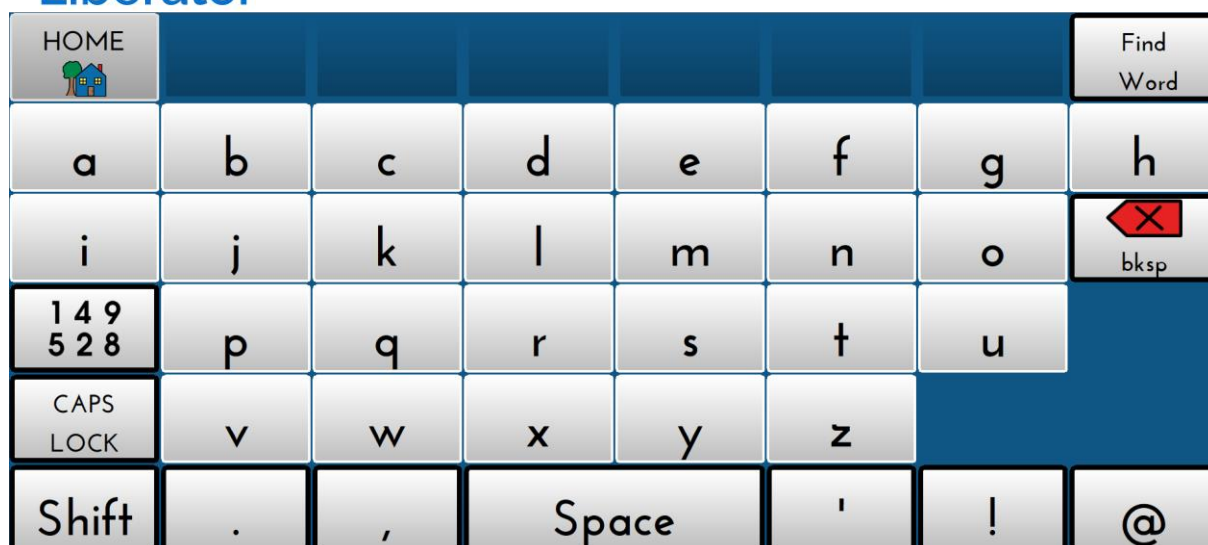 Liberator
HOME
Find
Word
a b c d e f g h
i j k l m n o
bksp
1 4 9
5 2 8
p q r s t u
CAPS
LOCK
v w x y z
Shift . , Space ' ! @